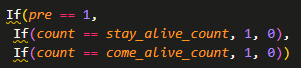 If(pre == 1,
If(count == stay_alive_count, 1, 0),
If(count == come_alive_count, 1, 0))